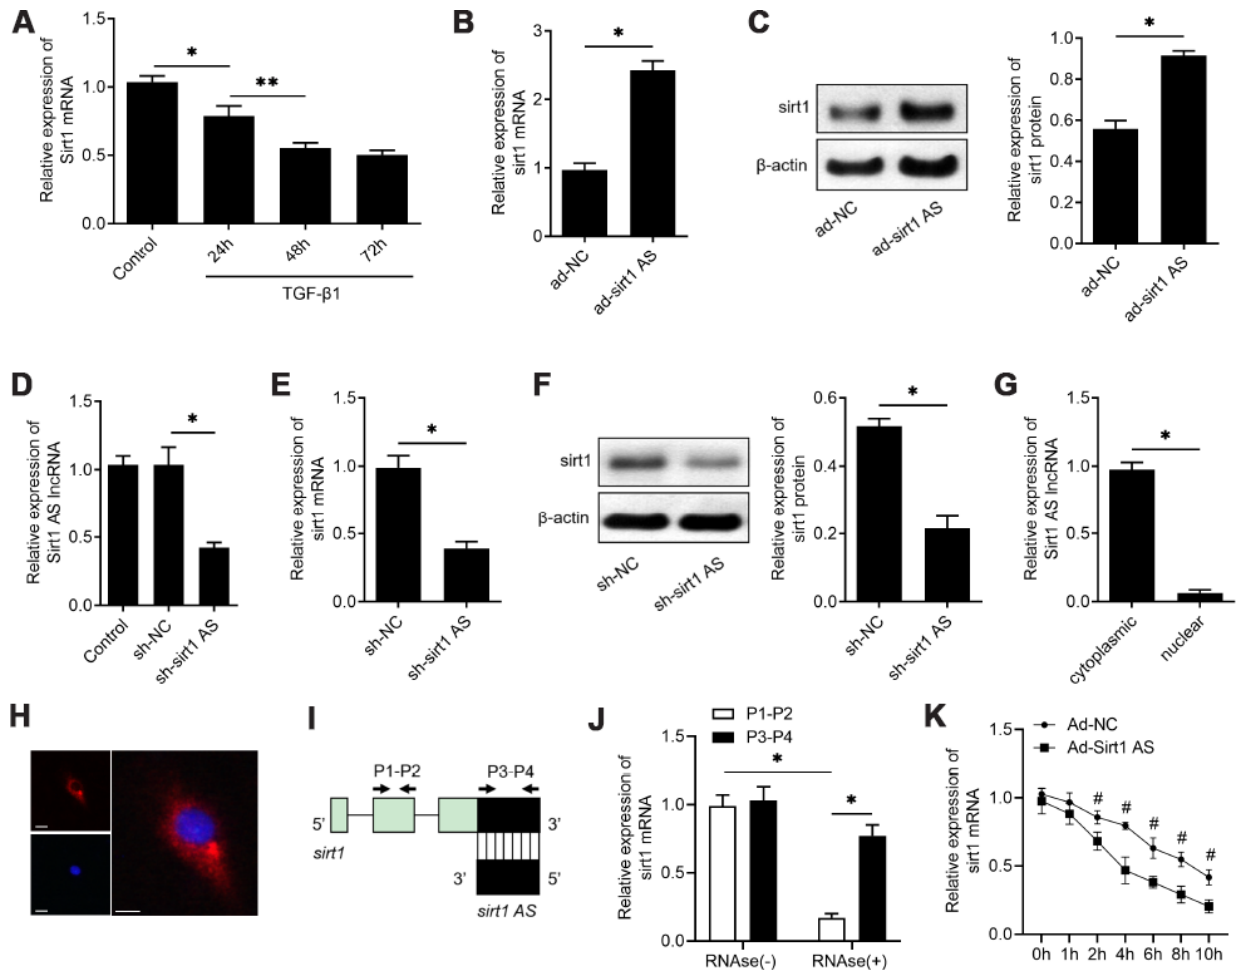 A
Relative expression of
Sirt1 mRNA
1.5
1.0
0.5
0.0
*
**
Control
24h
48h
72h
TGF-β1
B
Relative expression of
sirt1 mRNA
3
2
1
0
*
ad-NC
ad-sirt1 AS
C
sirt1
β-actin
ad-NC
ad-sirt1 AS
Relative expression of
sirt1 protein
1.0
0.8
0.6
0.4
0.2
0.0
*
ad-NC
ad-sirt1 AS
D
Relative expression of
Sirt1 AS lncRNA
1.5
1.0
0.5
0.0
*
Control
sh-NC
sh-sirt1 AS
E
Relative expression of
sirt1 mRNA
1.5
1.0
0.5
0.0
*
sh-NC
sh-sirt1 AS
F
sirt1
β-actin
sh-NC
sh-sirt1 AS
Relative expression of
sirt1 protein
0.6
0.4
0.2
0.0
*
sh-NC
sh-sirt1 AS
G
Relative expression of
Sirt1 AS lncRNA
1.5
1.0
0.5
0.0
*
cytoplasmic
nuclear
H
I
P1-P2
P3-P4
5’
3’
sirt1
3’
5’
sirt1 AS
J
P1-P2
P3-P4
Relative expression of
sirt1 mRNA
1.5
1.0
0.5
0.0
*
*
RNAse(-)
RNAse(+)
K
Ad-NC
Ad-Sirt1 AS
Relative expression of
sirt1 mRNA
1.5
1.0
0.5
0.0
# # # # #
0h 1h 2h 4h 6h 8h 10h